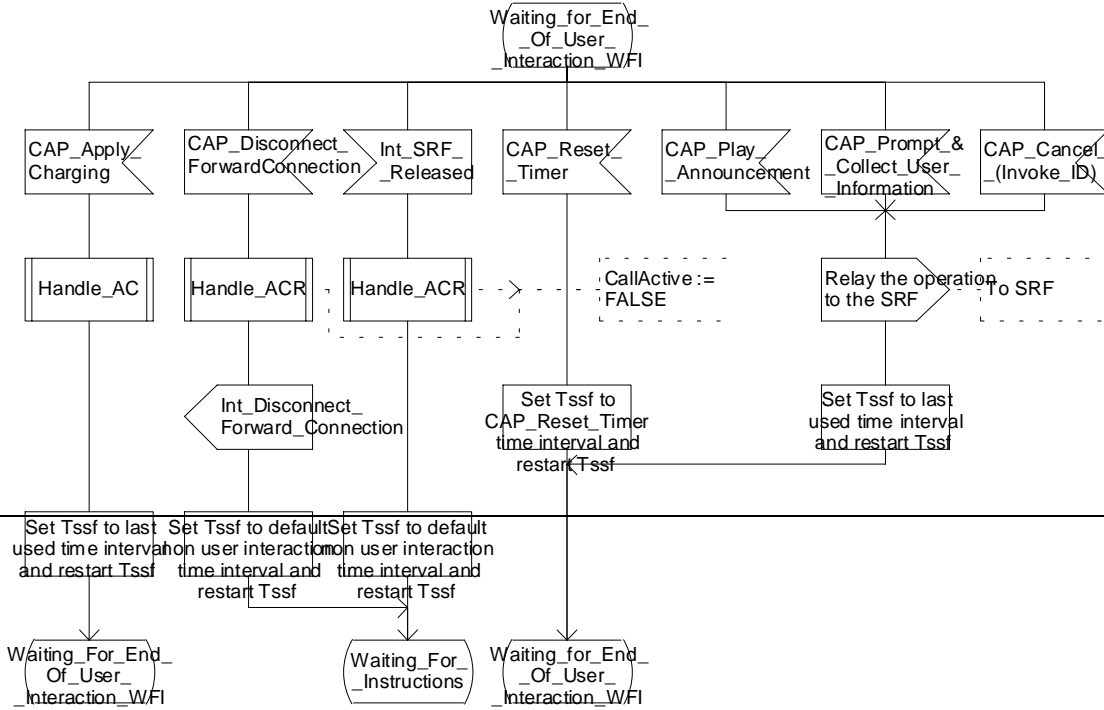 Waiting_for_End_
_Of_User_
_Interaction_WFI
CAP_Apply_
Charging
CAP_Disconnect_
ForwardConnection
Int_SRF_
_Released
CAP_Reset_
_Timer
CAP_Play_
_Announcement
CAP_Prompt_&
_Collect_User_
_Information
CAP_Cancel_
_(Invoke_ID)
Handle_AC
Handle_ACR
Handle_ACR
CallActive :=
FALSE
Relay the operation
to the SRF
To SRF
Int_Disconnect_
Forward_Connection
Set Tssf to
CAP_Reset_Timer
time interval and
restart Tssf
Set Tssf to last
used time interval
and restart Tssf
Set Tssf to last
used time interval
and restart Tssf
Set Tssf to default
non user interaction
time interval and
restart Tssf
Set Tssf to default
non user interaction
time interval and
restart Tssf
Waiting_For_End_
_Of_User_
_Interaction_WFI
Waiting_For_
_Instructions
Waiting_for_End_
_Of_User_
_Interaction_WFI